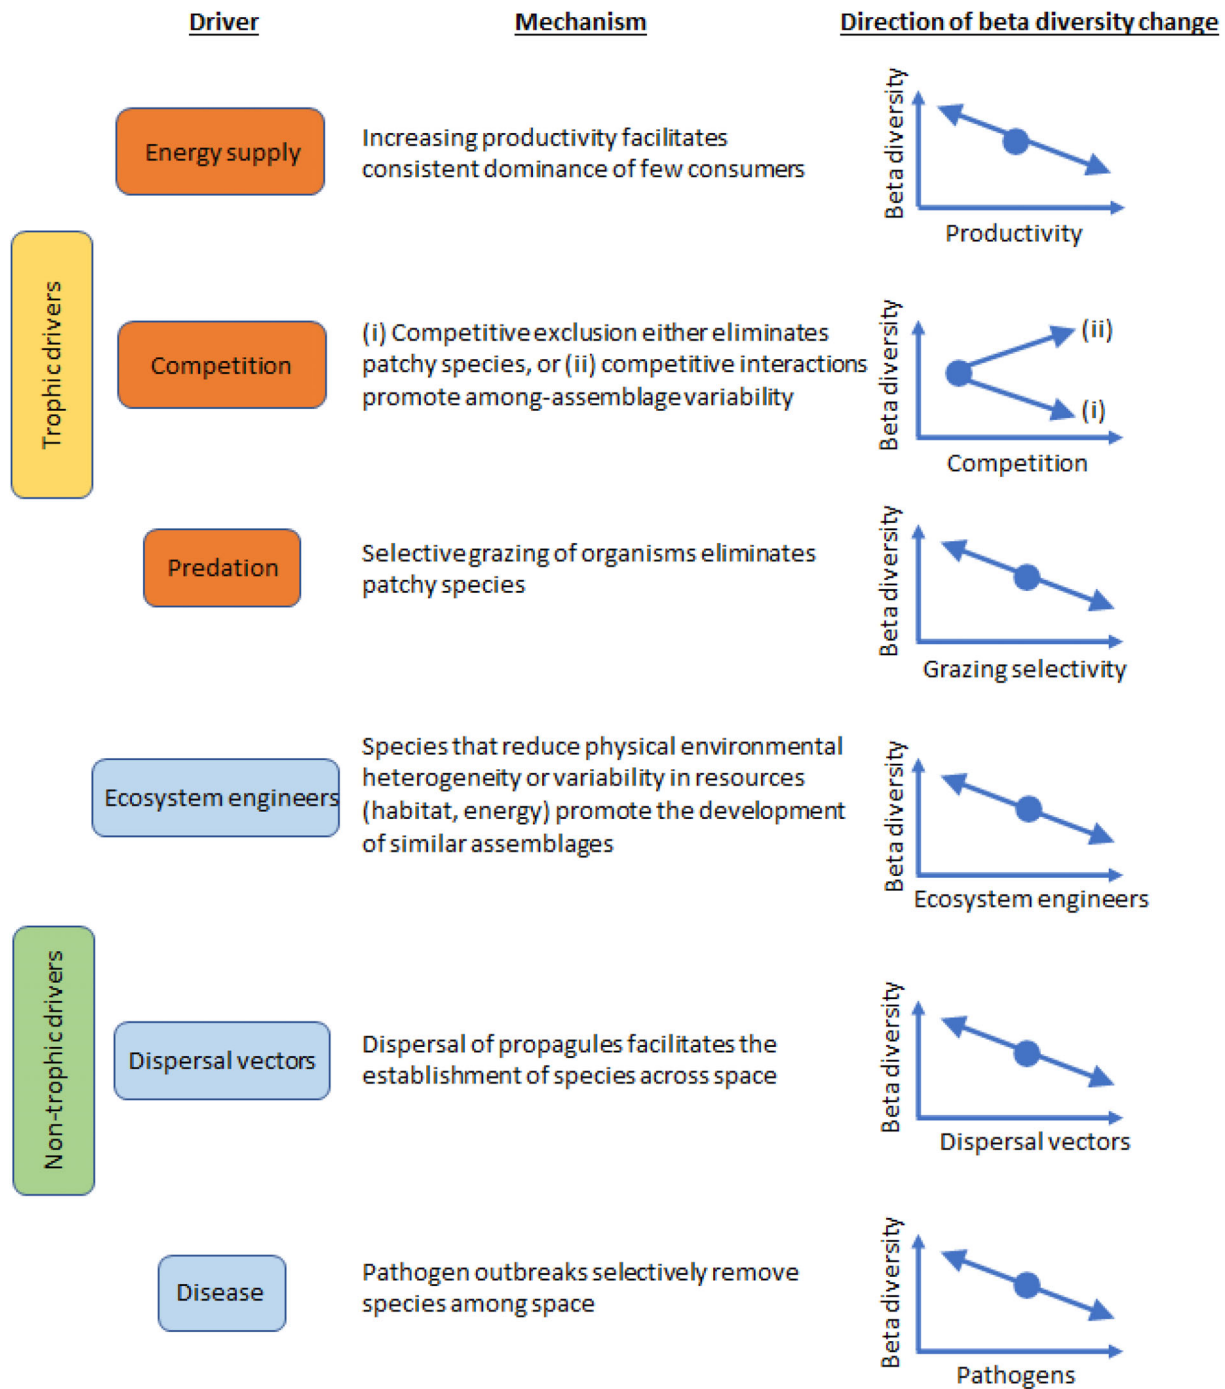 Driver
Mechanism
Direction of beta diversity change
Trophic drivers
Energy supply
Increasing productivity facilitates
consistent dominance of few consumers
Beta diversity
Productivity
Competition
(i) Competitive exclusion either eliminates
patchy species, or (ii) competitive interactions
promote among-assemblage variability
Beta diversity
(ii)
(i)
Competition
Predation
Selective grazing of organisms eliminates
patchy species
Beta diversity
Grazing selectivity
Non-trophic drivers
Ecosystem engineers
Species that reduce physical environmental
heterogeneity or variability in resources
(habitat, energy) promote the development
of similar assemblages
Beta diversity
Ecosystem engineers
Dispersal vectors
Dispersal of propagules facilitates the
establishment of species across space
Beta diversity
Dispersal vectors
Disease
Pathogen outbreaks selectively remove
species among space
Beta diversity
Pathogens